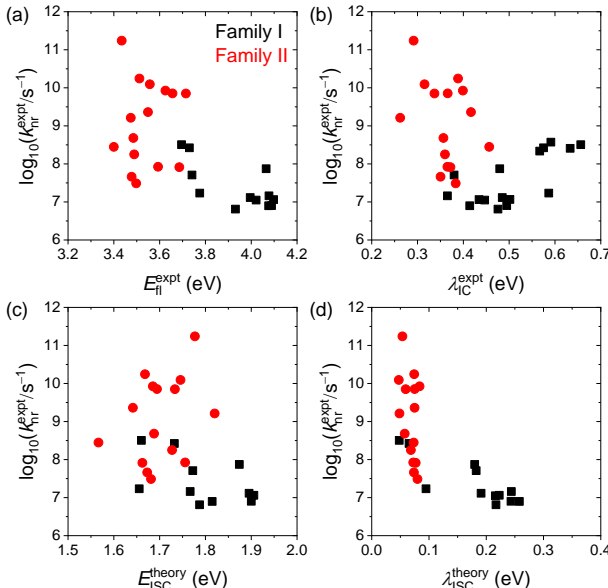 (a)
Family I
Family II
log₁₀(k_nr^expt/s⁻¹)
12
11
10
9
8
7
6
3.2 3.4 3.6 3.8 4.0 4.2
E_fl^expt (eV)
(b)
log₁₀(k_nr^expt/s⁻¹)
12
11
10
9
8
7
6
0.2 0.3 0.4 0.5 0.6 0.7
λ_IC^expt (eV)
(c)
log₁₀(k_nr^expt/s⁻¹)
12
11
10
9
8
7
6
1.5 1.6 1.7 1.8 1.9 2.0
E_ISC^theory (eV)
(d)
log₁₀(k_nr^expt/s⁻¹)
12
11
10
9
8
7
6
0.0 0.1 0.2 0.3 0.4
λ_ISC^theory (eV)